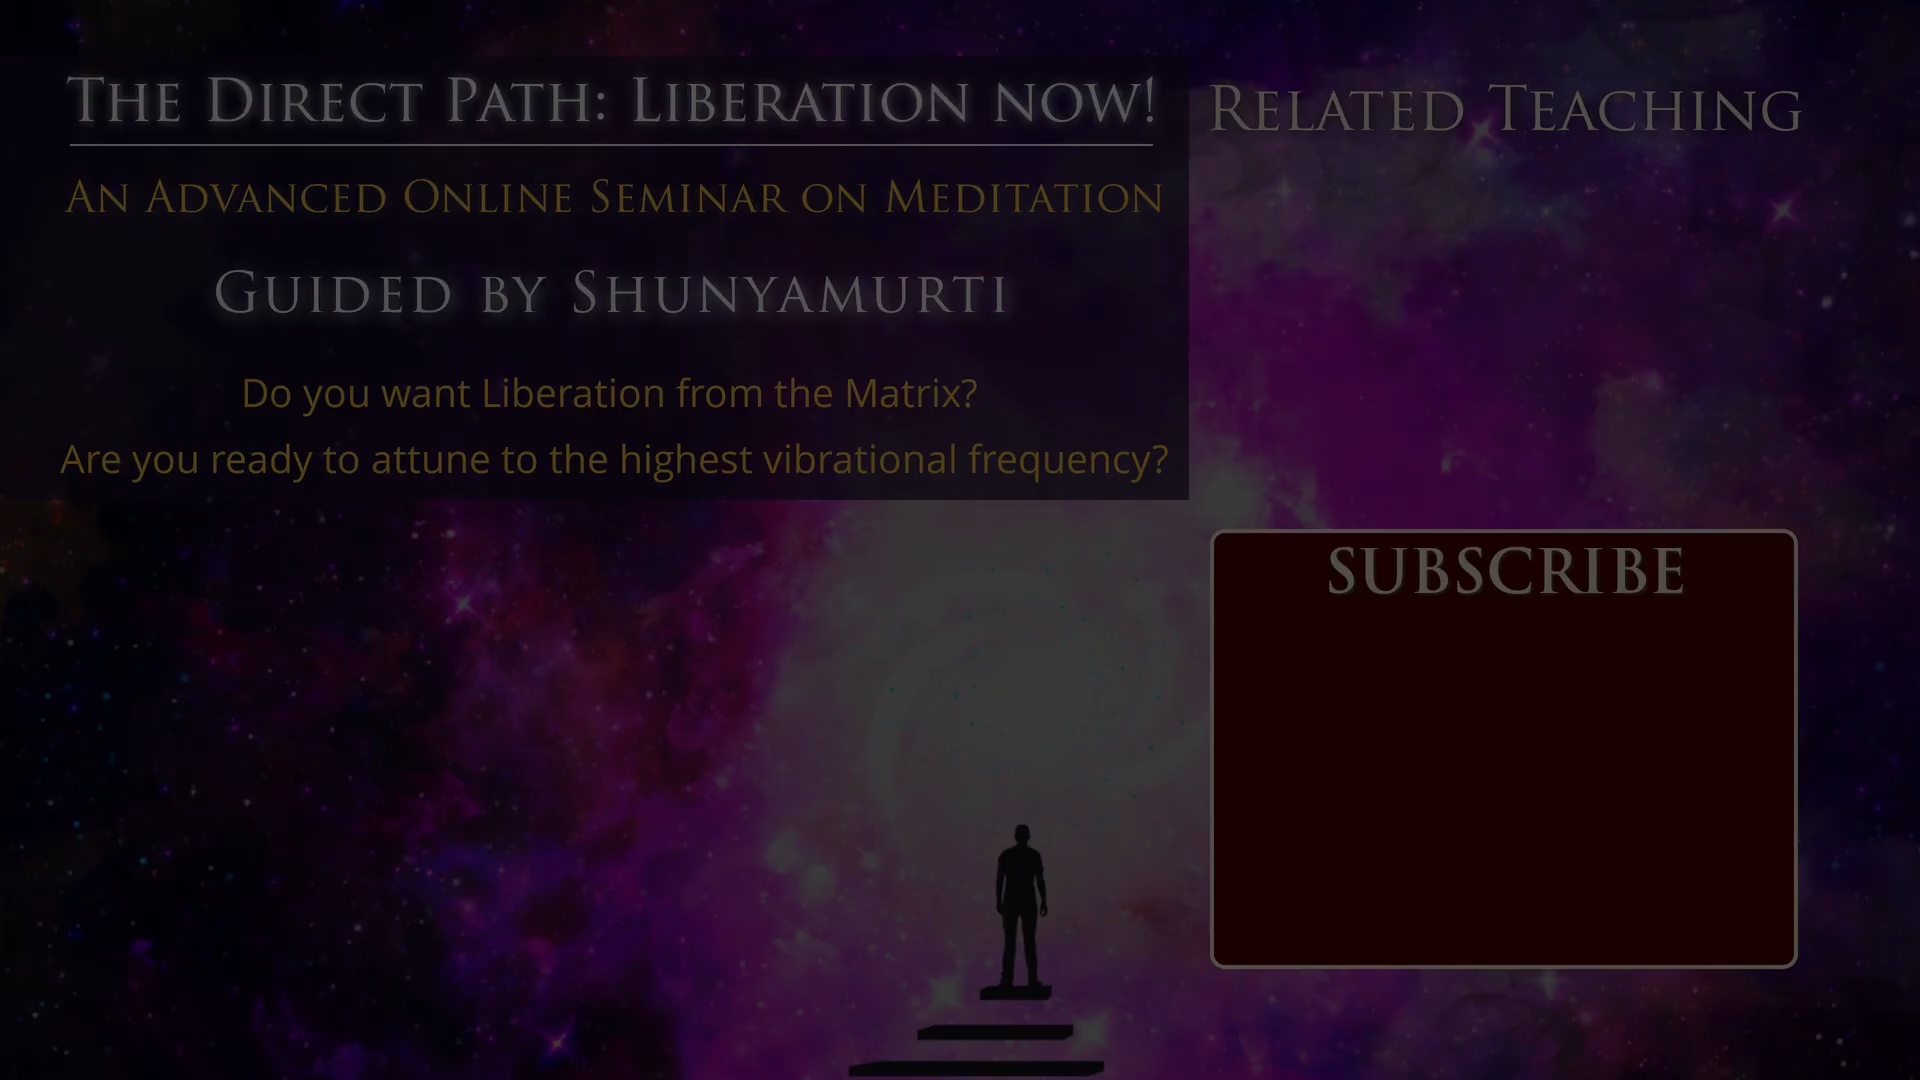 The Direct Path: Liberation now!
An Advanced Online Seminar on Meditation
Guided by Shunyamurti
Do you want Liberation from the Matrix?
Are you ready to attune to the highest vibrational frequency?
Related Teaching
SUBSCRIBE